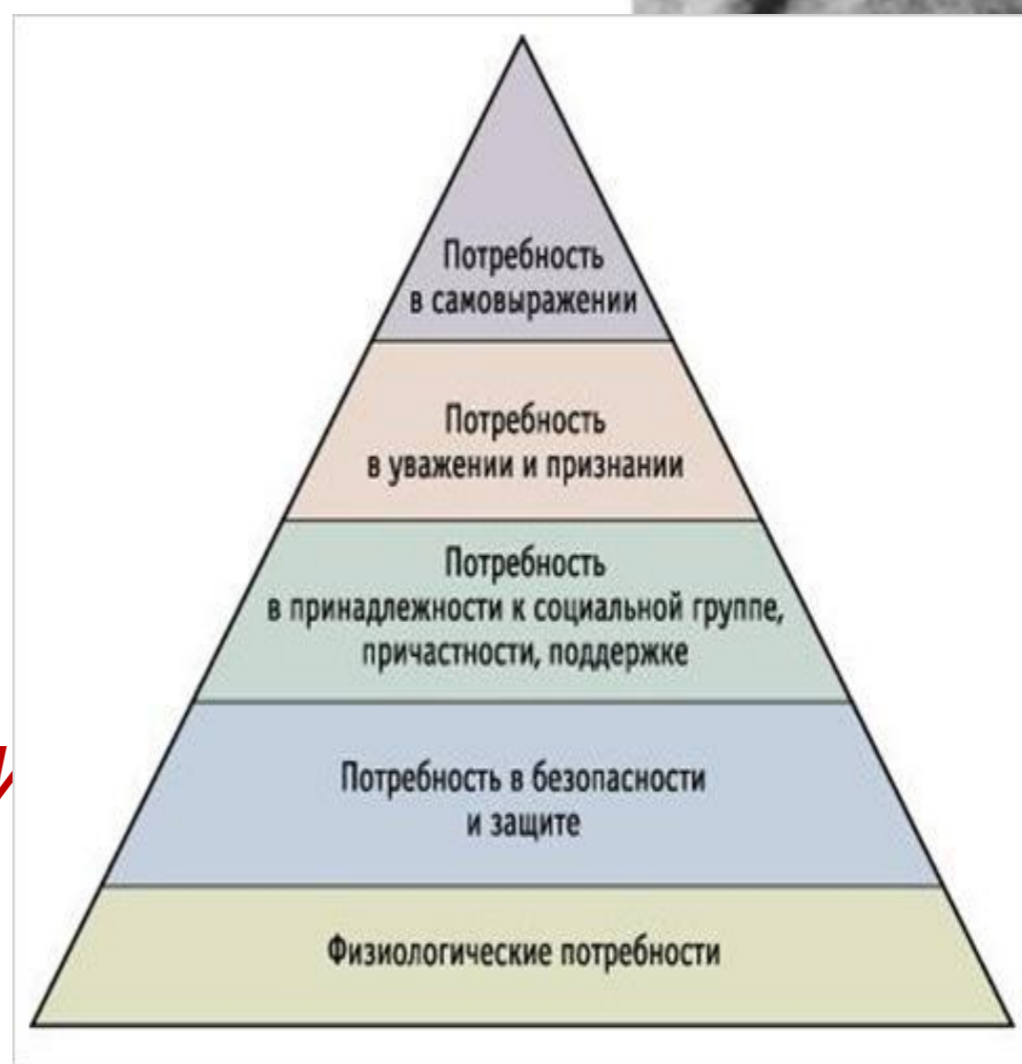 Потребность
в самовыражении
Потребность
в уважении и признании
Потребность
в принадлежности к социальной группе,
причастности, поддержке
Потребность в безопасности
и защите
Физиологические потребности